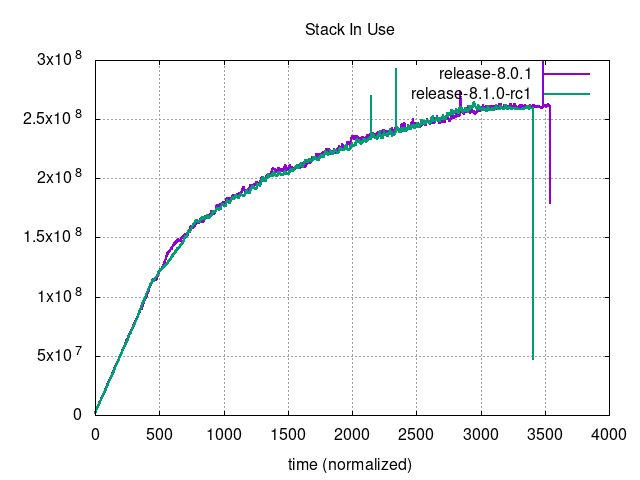 Stack In Use
3x10^8
2.5x10^8
2x10^8
1.5x10^8
1x10^8
5x10^7
0
release-8.0.1
release-8.1.0-rc1
0 500 1000 1500 2000 2500 3000 3500 4000
time (normalized)